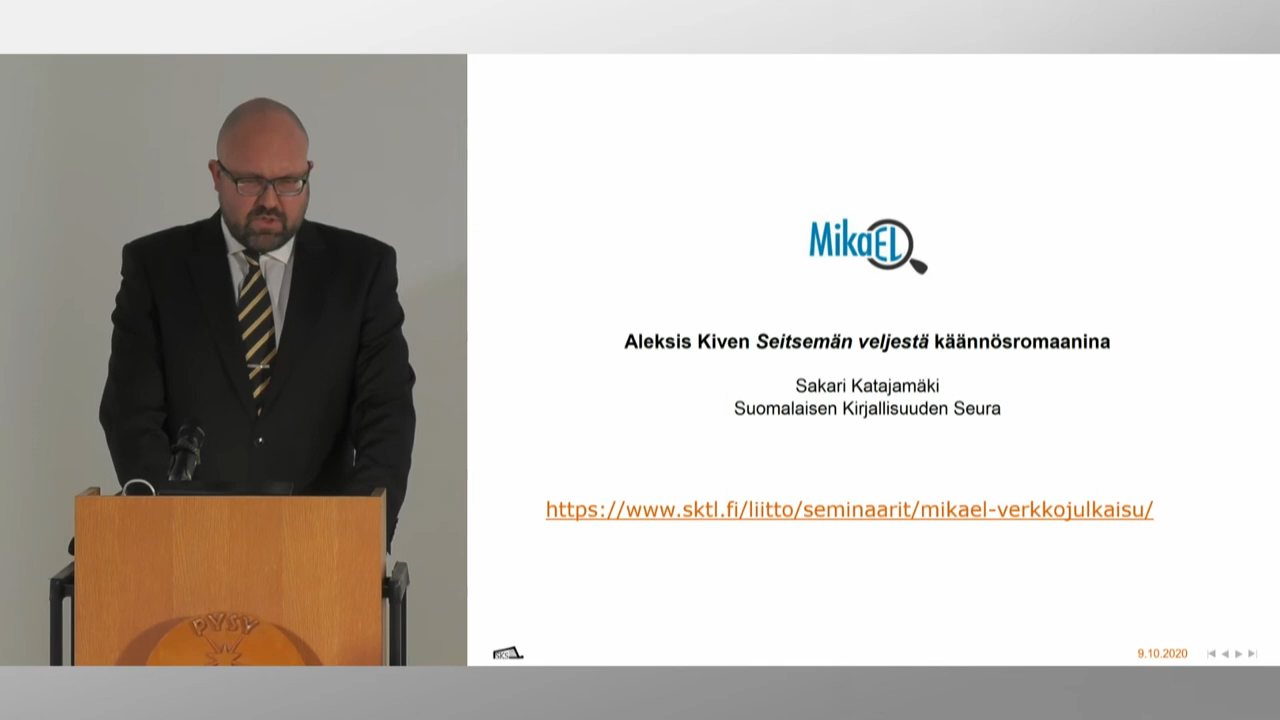 MikaEL
Aleksis Kiven Seitsemän veljestä käännösromaanina
Sakari Katajamäki
Suomalaisen Kirjallisuuden Seura
https://www.sktl.fi/liitto/seminaarit/mikael-verkkojulkaisu/
PYSY
9.10.2020